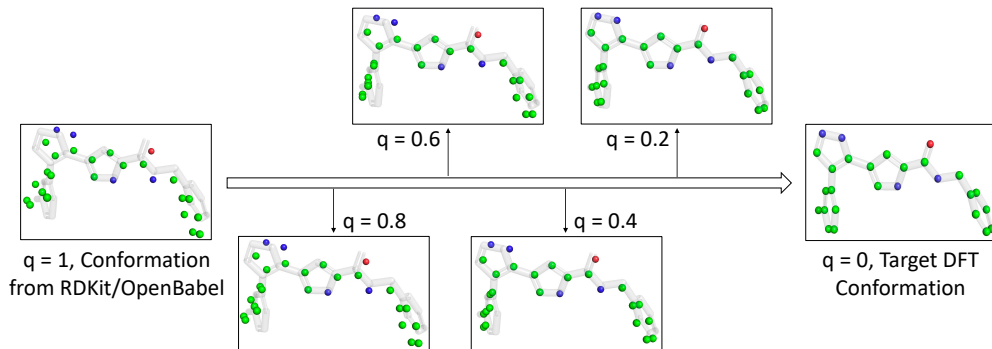 q = 0.6
q = 0.2
q = 0.8
q = 0.4
q = 1, Conformation
from RDKit/OpenBabel
q = 0, Target DFT
Conformation